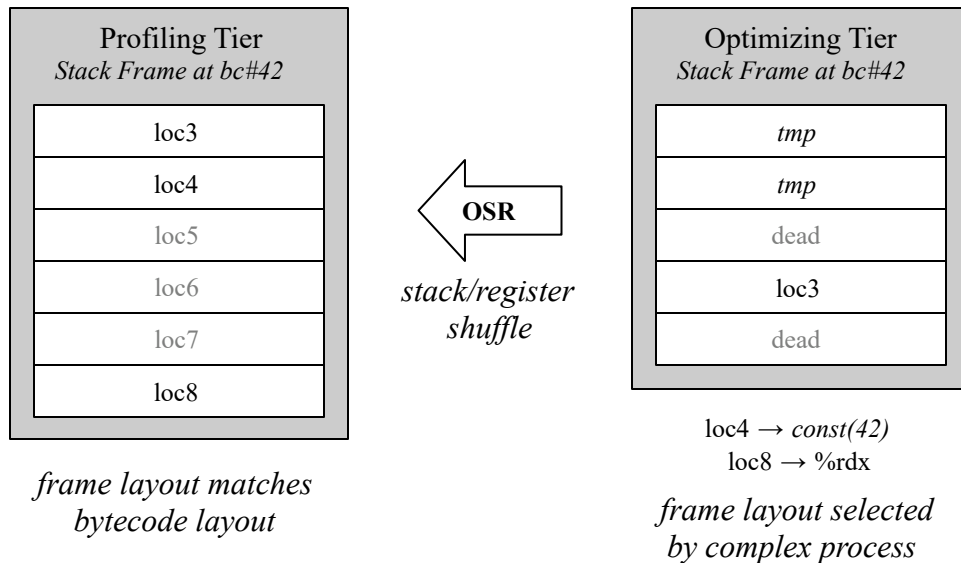 Profiling Tier
Stack Frame at bc#42
loc3
loc4
loc5
loc6
loc7
loc8
frame layout matches
bytecode layout
OSR
stack/register
shuffle
Optimizing Tier
Stack Frame at bc#42
tmp
tmp
dead
loc3
dead
loc4 → const(42)
loc8 → %rdx
frame layout selected
by complex process